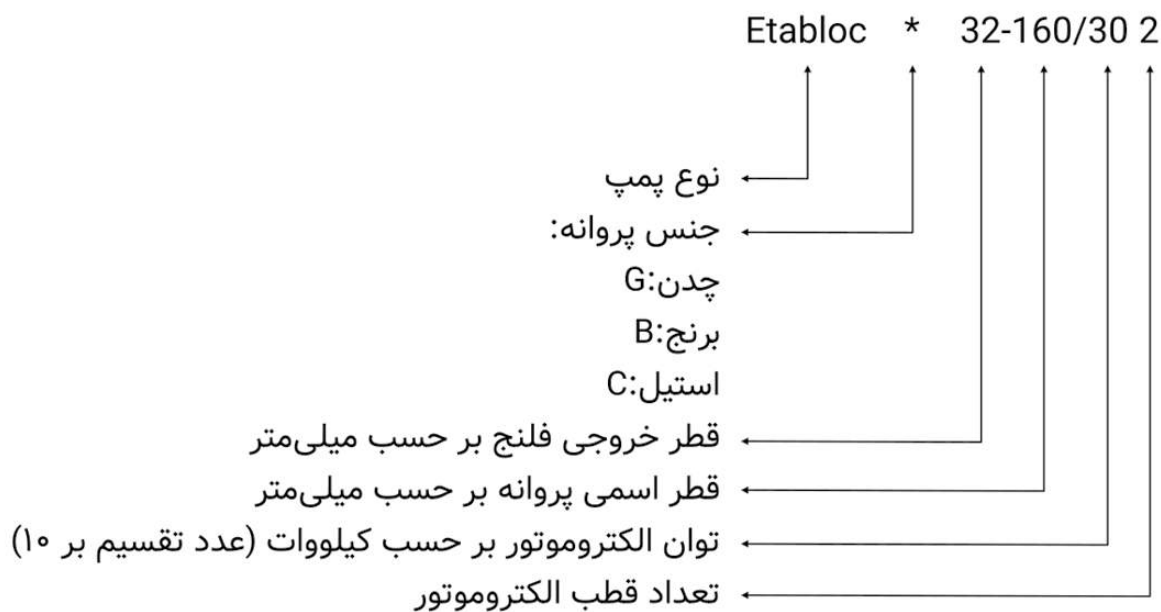 Etabloc * 32-160/30 2
نوع پمپ
جنس پروانه:
چدن:G
برنج:B
استیل:C
قطر خروجی فلنج بر حسب میلی‌متر
قطر اسمی پروانه بر حسب میلی‌متر
توان الکتروموتور بر حسب کیلووات (عدد تقسیم بر ۱۰)
تعداد قطب الکتروموتور